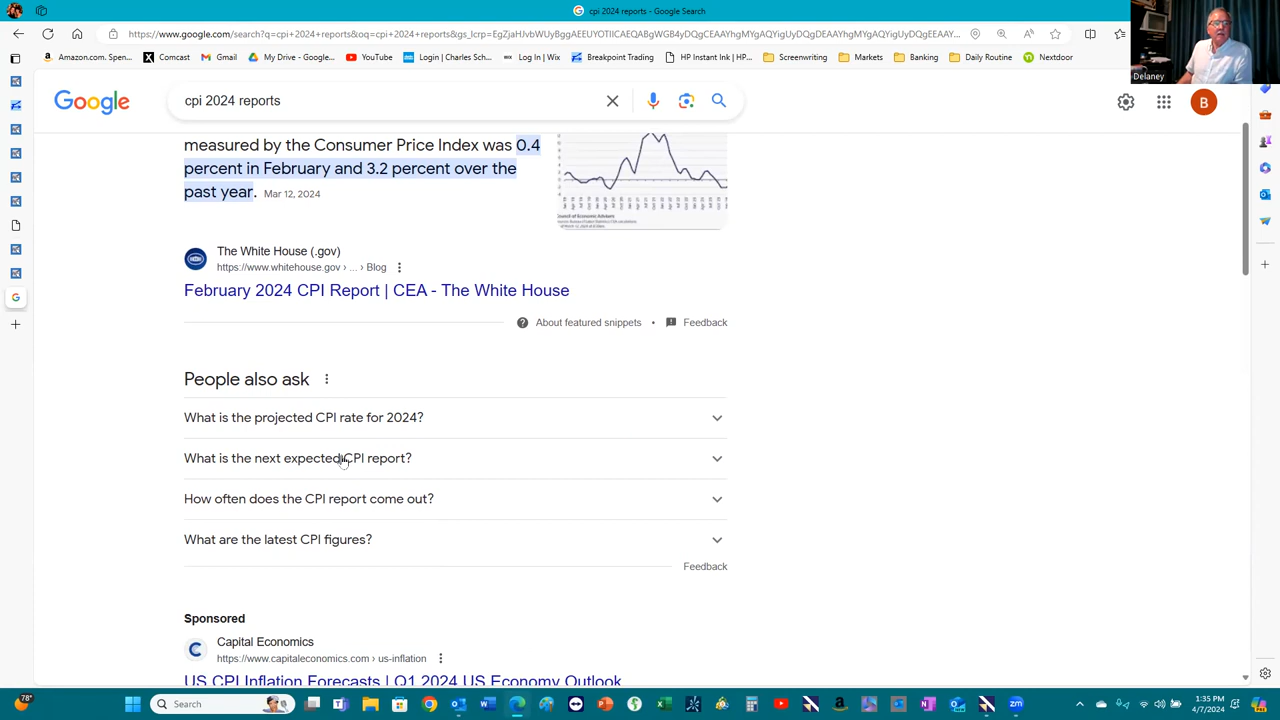 cpi 2024 reports - Google Search
https://www.google.com/search?q=cpi+2024+reports&oq=cpi+2024+reports&gs_lcrp=
Amazon.com. Spen... Comcast Gmail My Drive - Google... YouTube Login | Charles Sch... Log In | Wix Breakpoint Trading HP Instant Ink | HP... Screenwriting Markets Banking Daily Routine Nextdoor
Delaney
Google
cpi 2024 reports
B
measured by the Consumer Price Index was 0.4
percent in February and 3.2 percent over the
past year. Mar 12, 2024
The White House (.gov)
https://www.whitehouse.gov › ... › Blog
February 2024 CPI Report | CEA - The White House
About featured snippets • Feedback
People also ask
What is the projected CPI rate for 2024?
What is the next expected CPI report?
How often does the CPI report come out?
What are the latest CPI figures?
Feedback
Sponsored
Capital Economics
https://www.capitaleconomics.com › us-inflation
US CPI Inflation Forecasts | Q1 2024 US Economy Outlook
78°
Search
1:35 PM
4/7/2024